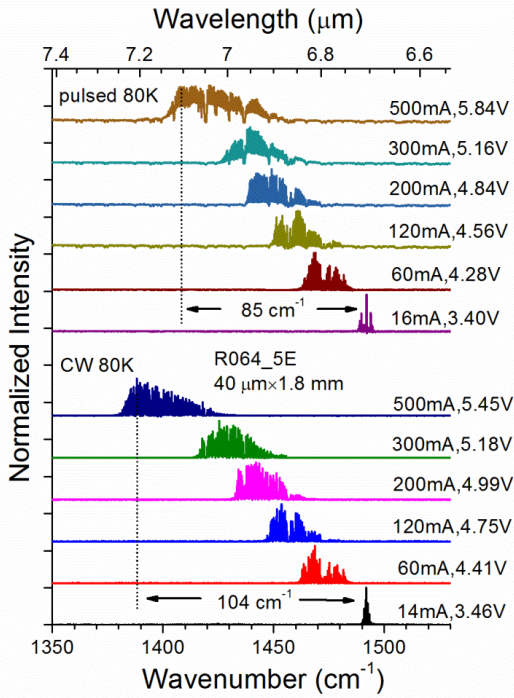 Wavelength (μm)
7.4 7.2 7 6.8 6.6
pulsed 80K
500mA,5.84V
300mA,5.16V
200mA,4.84V
120mA,4.56V
60mA,4.28V
85 cm⁻¹
16mA,3.40V
CW 80K
R064_5E
40 μm×1.8 mm
500mA,5.45V
300mA,5.18V
200mA,4.99V
120mA,4.75V
60mA,4.41V
104 cm⁻¹
14mA,3.46V
Normalized Intensity
1350 1400 1450 1500
Wavenumber (cm⁻¹)